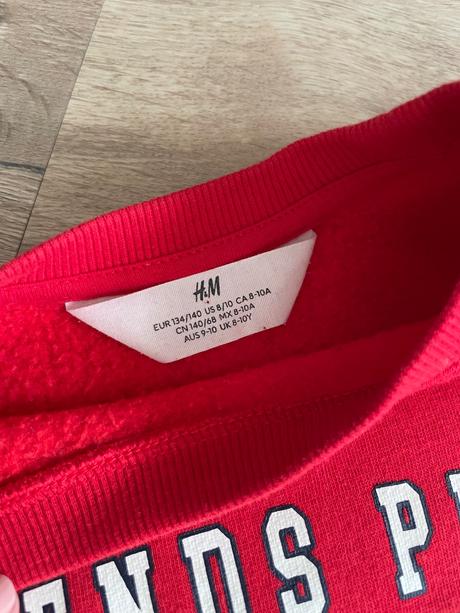 H&M
EUR 134/140 US 8/10 CA 8-10A
CN 140/68 MX 8-10A
AUS 9-10 UK 8-10Y
ENDS P